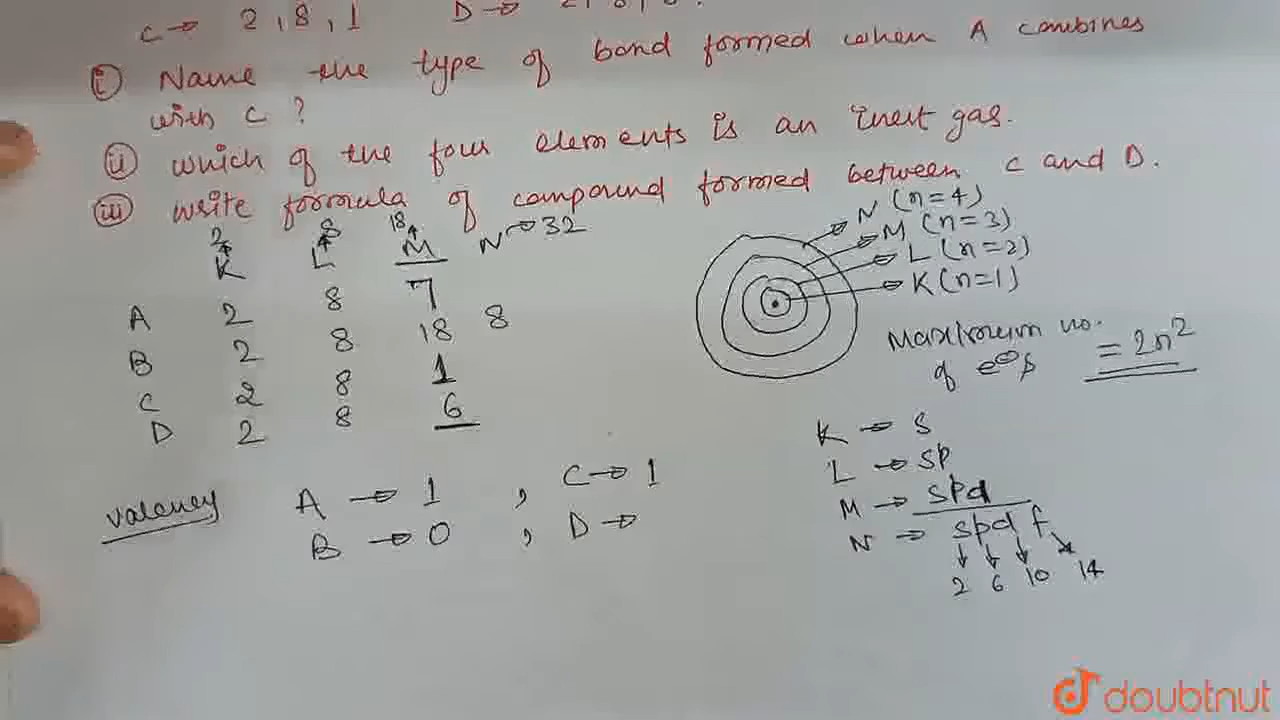 C → 2, 8, 1 D →
(i) Name the type of bond formed when A combines
with C ?
(ii) which of the four elements is an inert gas.
(iii) write formula of compound formed between C and D.
2 8 18 N → 32
K L M
A 2 8 7
B 2 8 18 8
C 2 8 1
D 2 8 6
N (n=4)
M (n=3)
L (n=2)
K (n=1)
Maximum no.
of e⊖s = 2n²
valency A → 1 , C → 1
B → 0 , D →
K → s
L → sp
M → spd
N → spdf
2 6 10 14
doubtnut